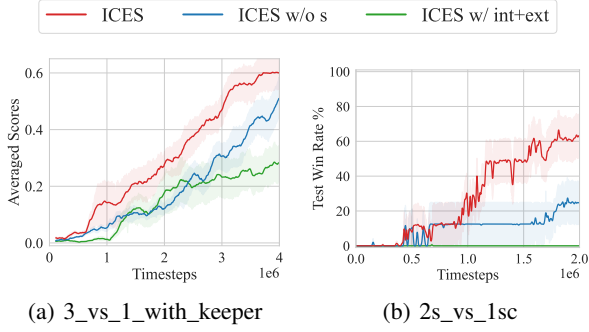 ICES ICES w/o s ICES w/ int+ext
Averaged Scores
0.6
0.4
0.2
0.0
0 1 2 3 4
Timesteps 1e6
(a) 3_vs_1_with_keeper
Test Win Rate %
100
80
60
40
20
0
0.0 0.5 1.0 1.5 2.0
Timesteps 1e6
(b) 2s_vs_1sc